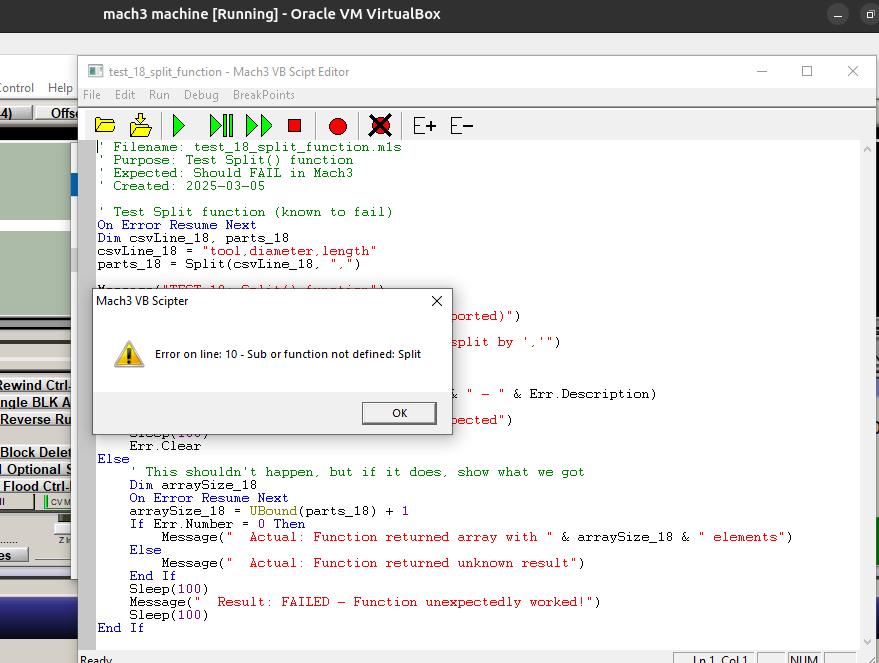 mach3 machine [Running] - Oracle VM VirtualBox
Control Help
test_18_split_function - Mach3 VB Scipt Editor
File Edit Run Debug BreakPoints
E+ E-
' Filename: test_18_split_function.m1s
' Purpose: Test Split() function
' Expected: Should FAIL in Mach3
' Created: 2025-03-05
' Test Split function (known to fail)
On Error Resume Next
Dim csvLine_18, parts_18
csvLine_18 = "tool,diameter,length"
parts_18 = Split(csvLine_18, ",")
Message("TEST 18: Split() function")
Mach3 VB Scipter
Error on line: 10 - Sub or function not defined: Split
OK
ported)")
split by ','")
& " - " & Err.Description)
pected")
Sleep(100)
Err.Clear
Else
' This shouldn't happen, but if it does, show what we got
Dim arraySize_18
On Error Resume Next
arraySize_18 = UBound(parts_18) + 1
If Err.Number = 0 Then
Message("  Actual: Function returned array with " & arraySize_18 & " elements")
Else
Message("  Actual: Function returned unknown result")
End If
Sleep(100)
Message("  Result: FAILED - Function unexpectedly worked!")
Sleep(100)
End If
Rewind Ctrl-
ngle BLK A
Reverse Ru
Block Delet
Optional S
Flood Ctrl-
CV M
Ready
Ln 1, Col 1
NUM